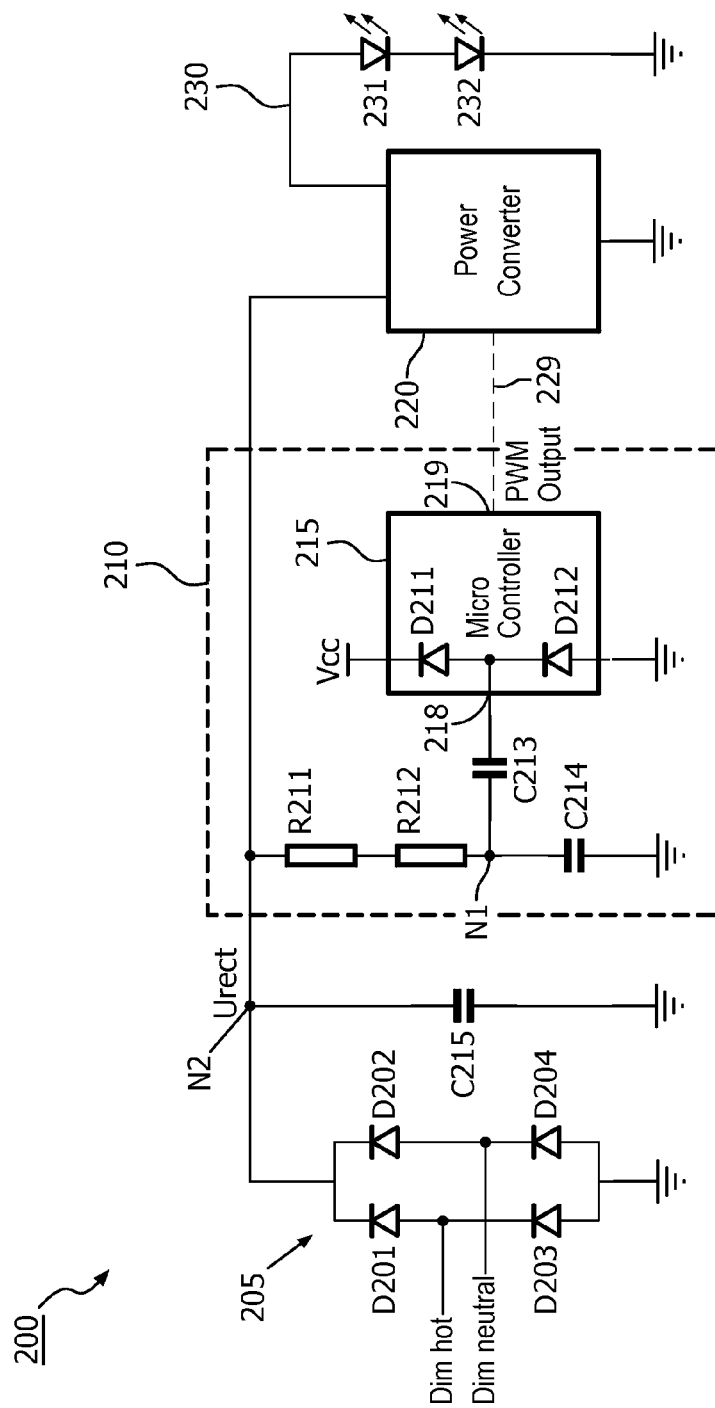 200
205
D201
D202
D203
D204
Dim hot
Dim neutral
N2
Urect
C215
210
R211
R212
N1
C213
C214
Vcc
215
218
219
D211
D212
Micro
Controller
PWM
Output
229
220
Power
Converter
230
231
232